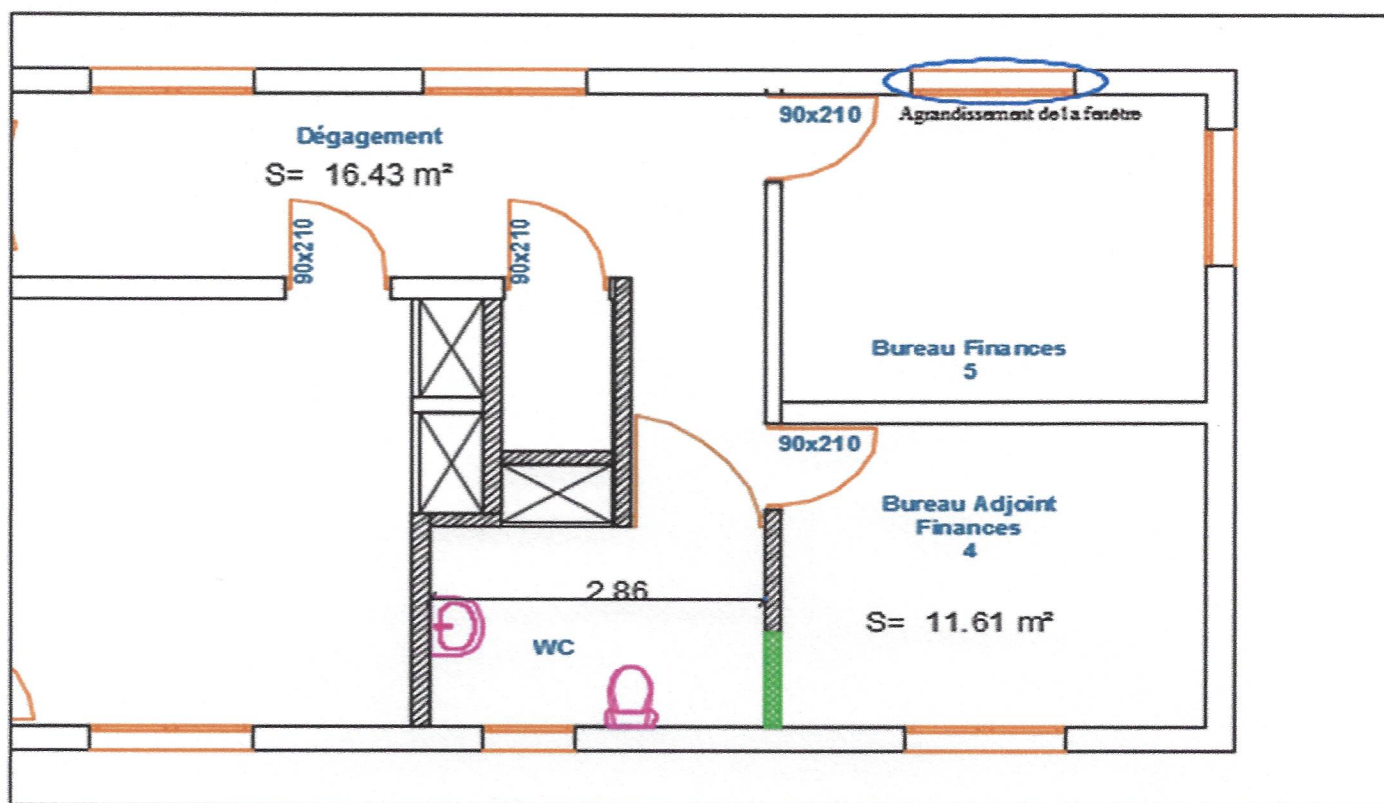 90x210
Agrandissement de la fenêtre
Dégagement
S= 16.43 m²
90x210
90x210
Bureau Finances
5
90x210
Bureau Adjoint
Finances
4
2.86
S= 11.61 m²
WC